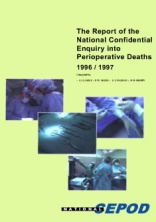 The Report of the
National Confidential
Enquiry into
Perioperative Deaths
1996 / 1997
NATIONAL
CEPOD